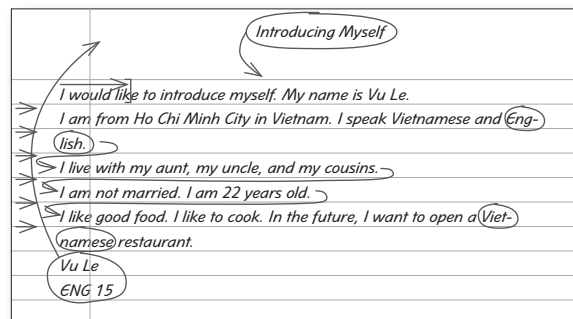 Introducing Myself
I would like to introduce myself. My name is Vu Le.
I am from Ho Chi Minh City in Vietnam. I speak Vietnamese and Eng-
lish.
I live with my aunt, my uncle, and my cousins.
I am not married. I am 22 years old.
I like good food. I like to cook. In the future, I want to open a Viet-
namese restaurant.
Vu Le
ENG 15